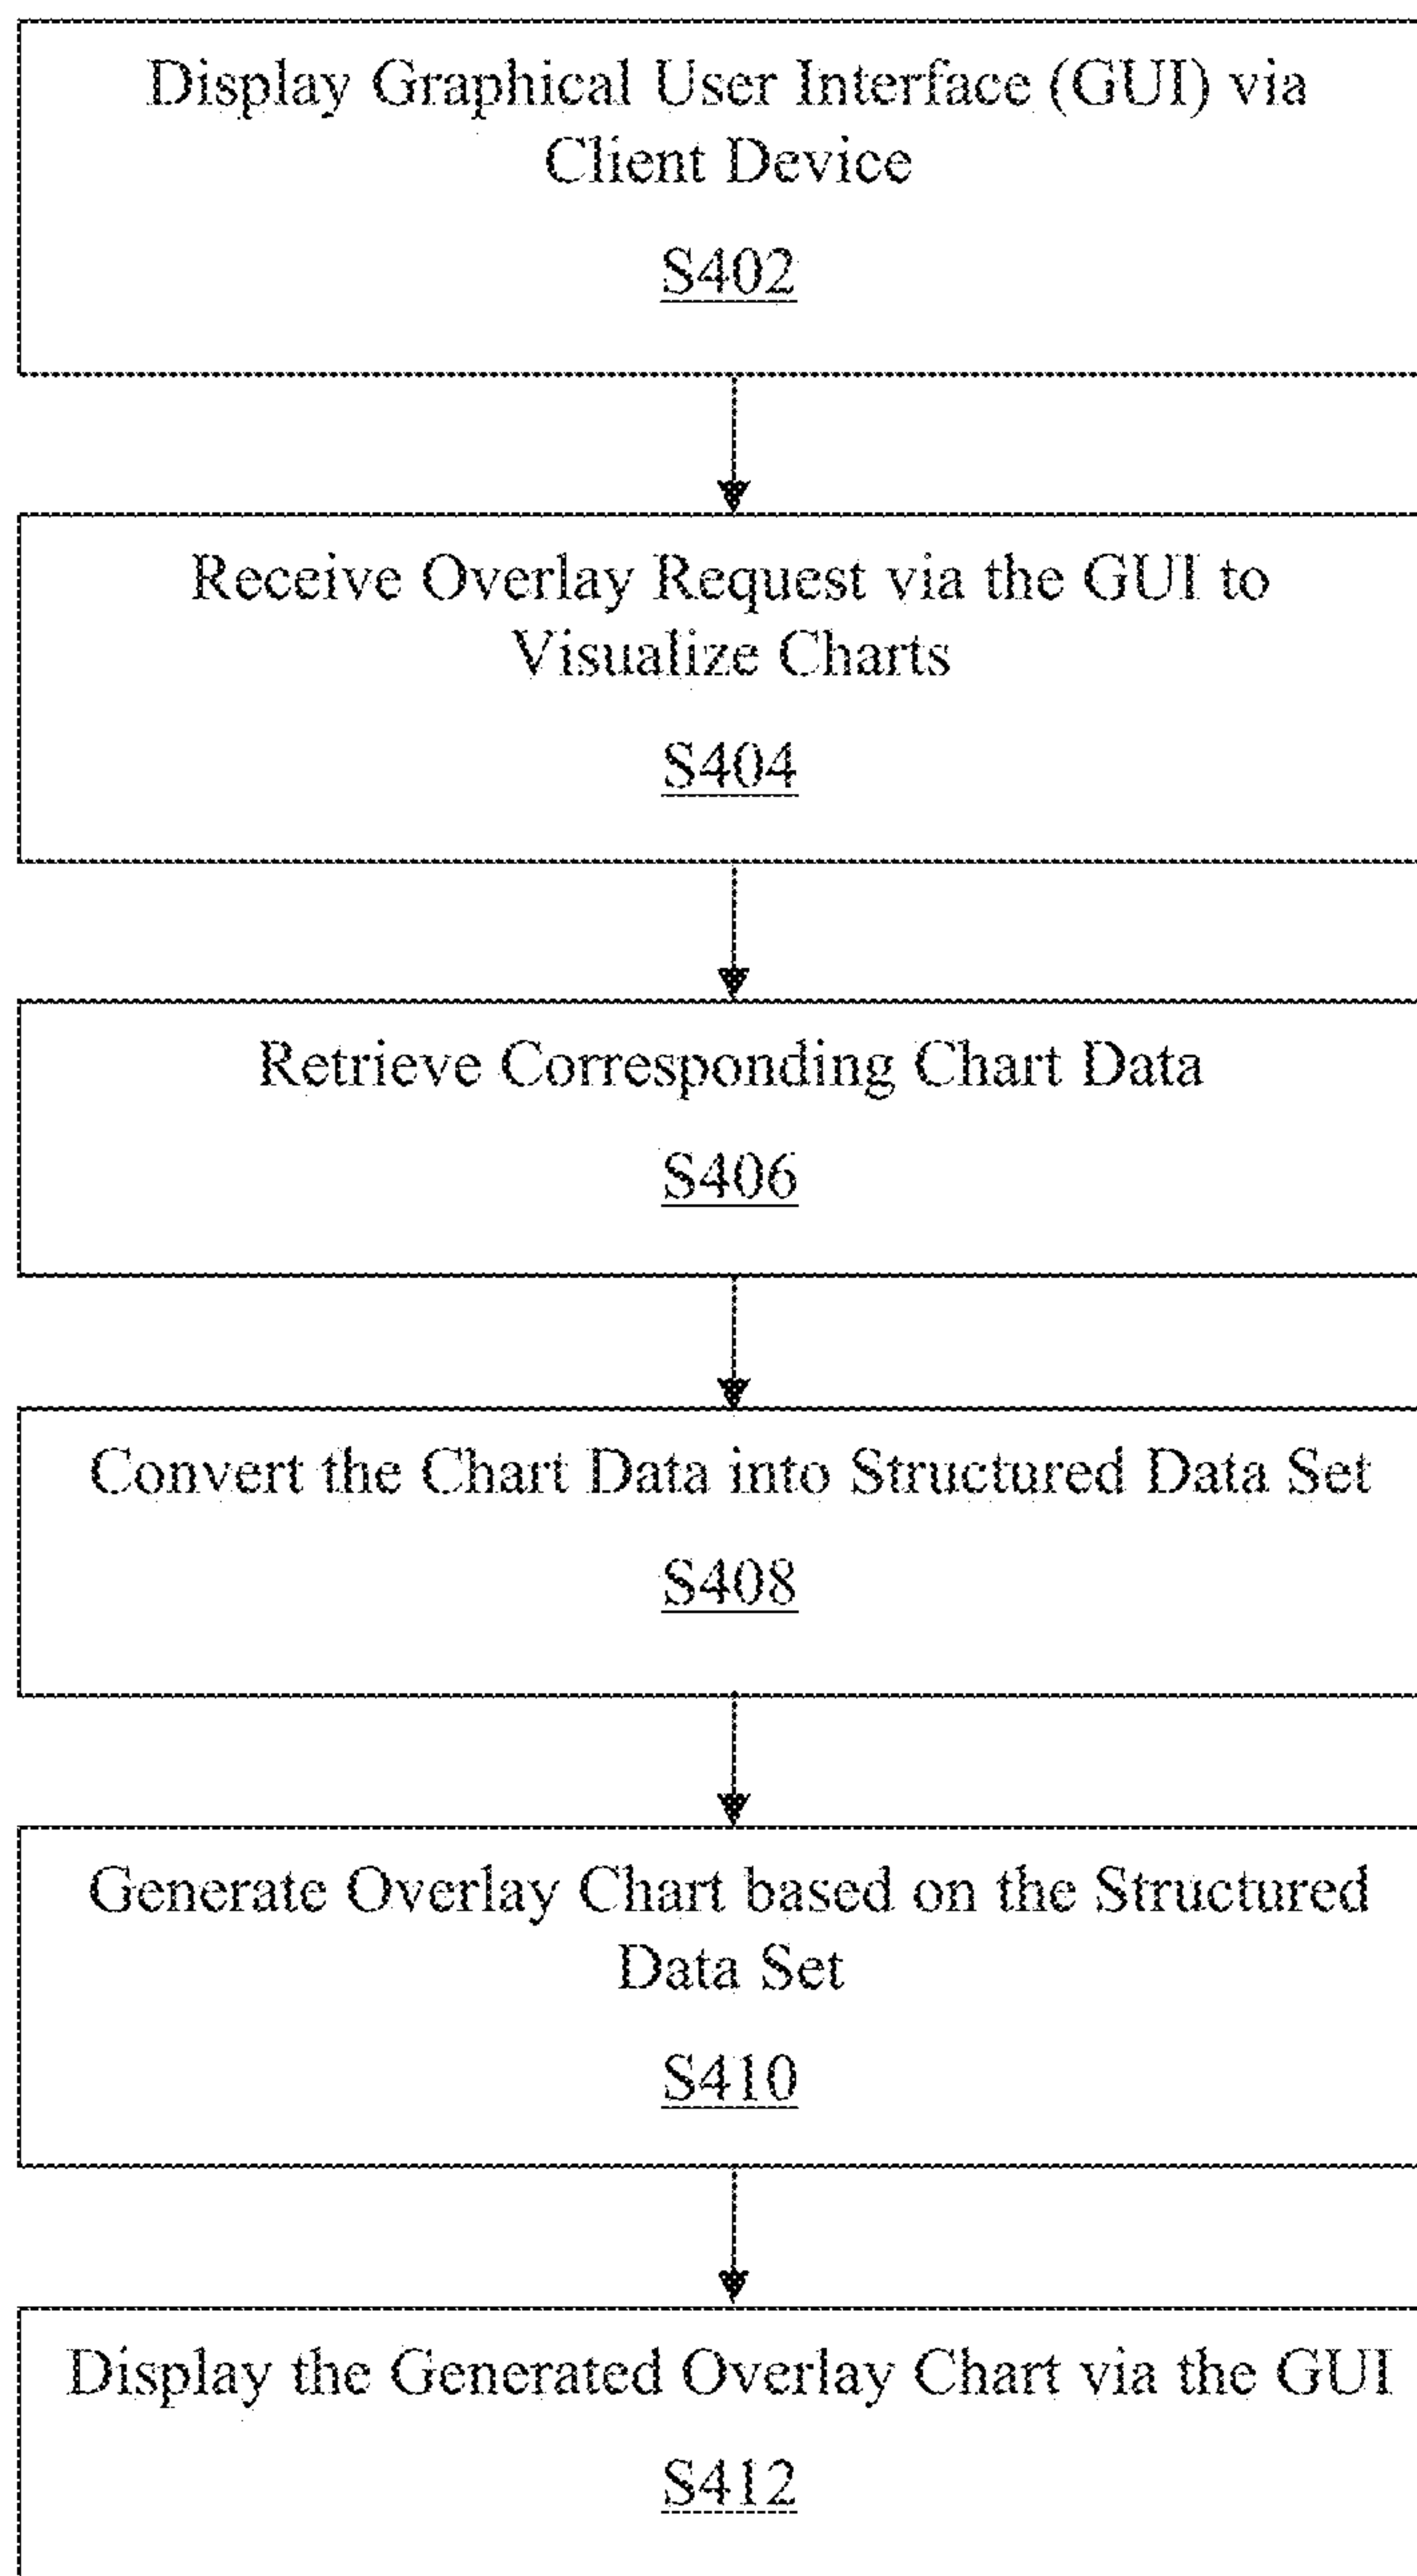 Display Graphical User Interface (GUI) via
Client Device
S402
Receive Overlay Request via the GUI to
Visualize Charts
S404
Retrieve Corresponding Chart Data
S406
Convert the Chart Data into Structured Data Set
S408
Generate Overlay Chart based on the Structured
Data Set
S410
Display the Generated Overlay Chart via the GUI
S412